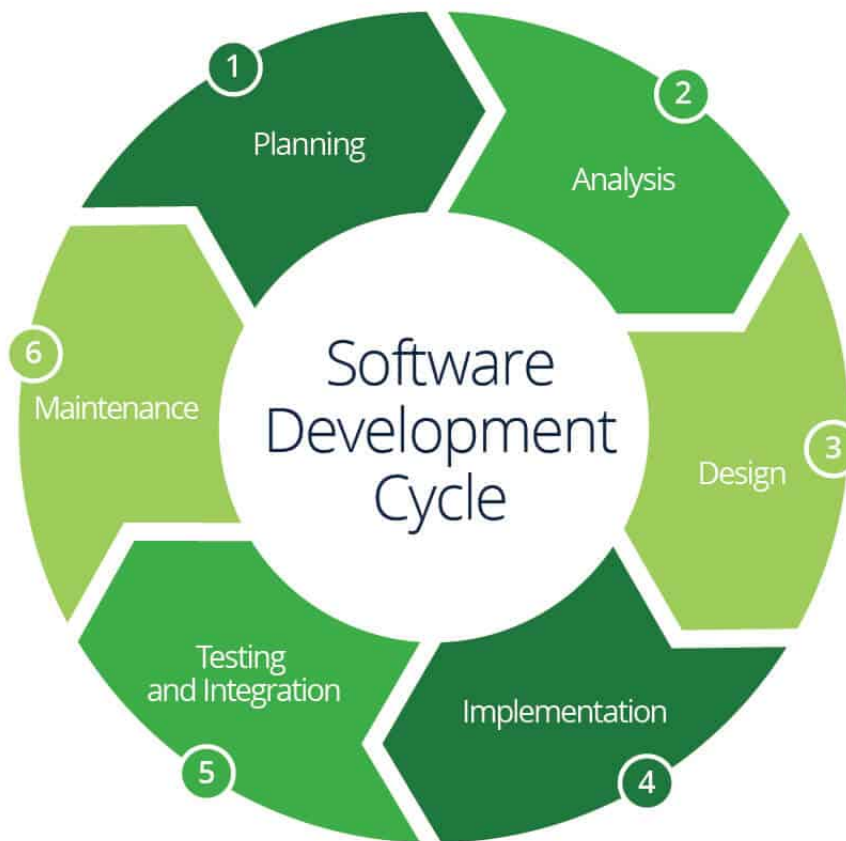 1
Planning
2
Analysis
3
Design
4
Implementation
5
Testing
and Integration
6
Maintenance
Software
Development
Cycle